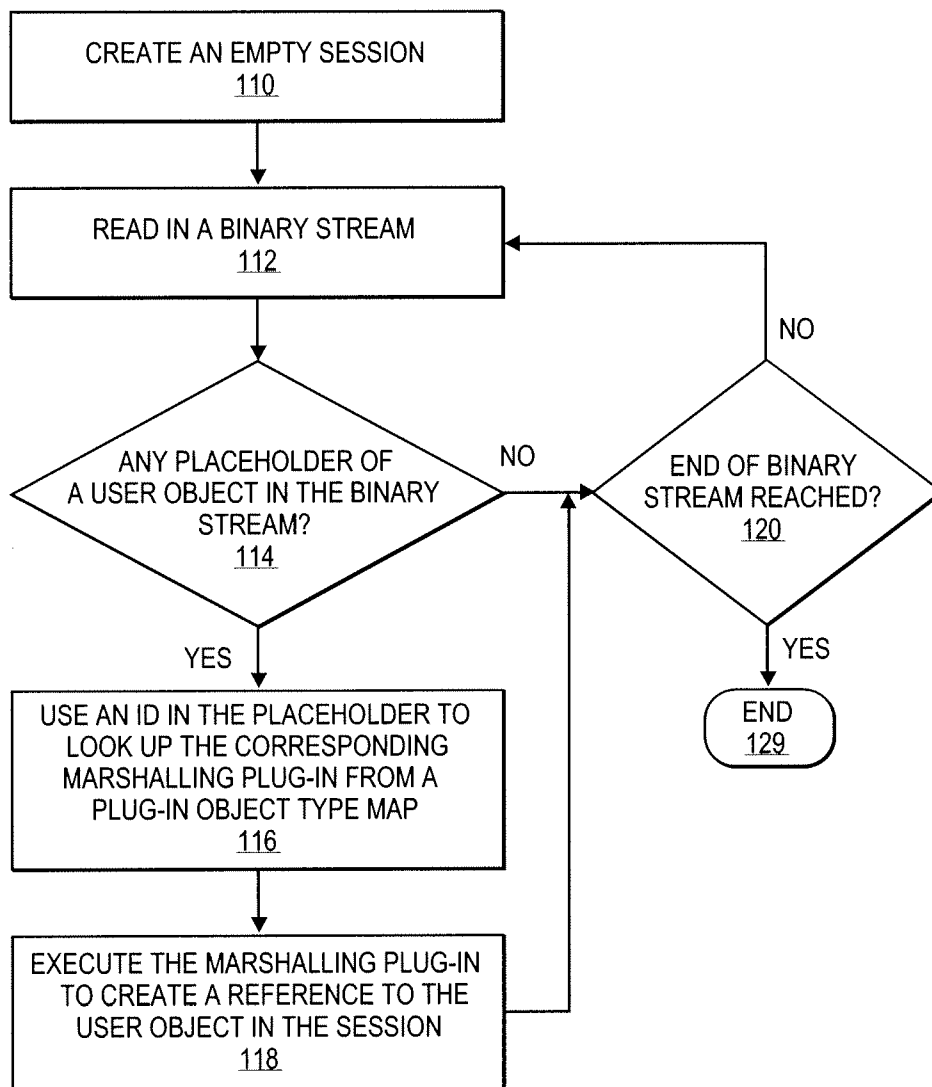 CREATE AN EMPTY SESSION
110
READ IN A BINARY STREAM
112
NO
ANY PLACEHOLDER OF
A USER OBJECT IN THE BINARY
STREAM?
114
NO
END OF BINARY
STREAM REACHED?
120
YES
YES
USE AN ID IN THE PLACEHOLDER TO
LOOK UP THE CORRESPONDING
MARSHALLING PLUG-IN FROM A
PLUG-IN OBJECT TYPE MAP
116
END
129
EXECUTE THE MARSHALLING PLUG-IN
TO CREATE A REFERENCE TO THE
USER OBJECT IN THE SESSION
118